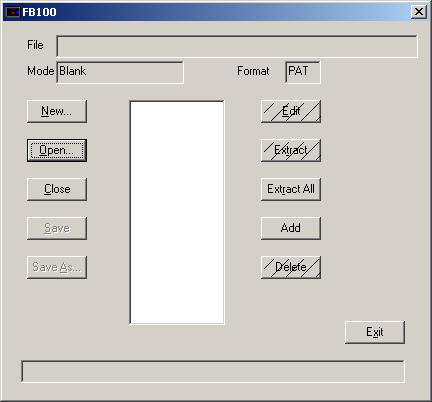 FB100
File
Mode Blank Format PAT
New... Edit
Open... Extract
Close Extract All
Save Add
Save As... Delete
Exit